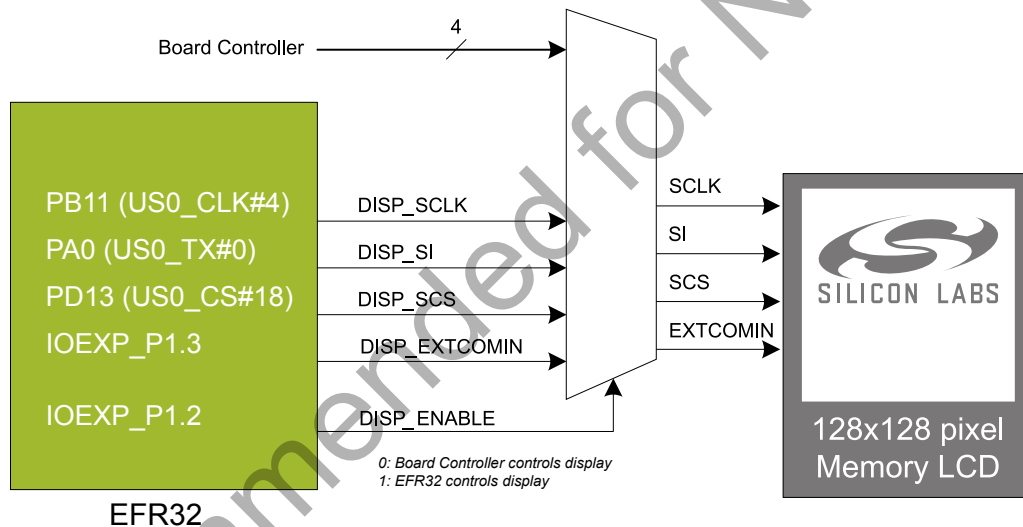 4
Board Controller
PB11 (US0_CLK#4)
DISP_SCLK
SCLK
PA0 (US0_TX#0)
DISP_SI
SI
PD13 (US0_CS#18)
DISP_SCS
SCS
SILICON LABS
IOEXP_P1.3
DISP_EXTCOMIN
EXTCOMIN
IOEXP_P1.2
DISP_ENABLE
128x128 pixel
Memory LCD
0: Board Controller controls display
1: EFR32 controls display
EFR32
mmended for N